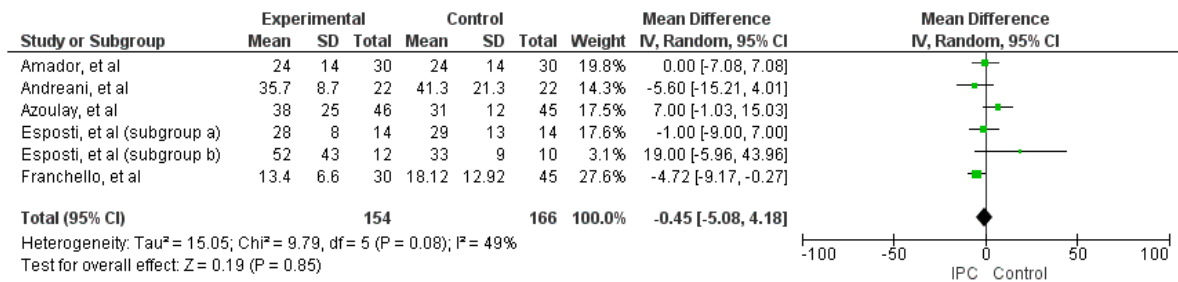 Experimental Control Mean Difference Mean Difference
Study or Subgroup Mean SD Total Mean SD Total Weight IV, Random, 95% CI IV, Random, 95% CI
Amador, et al 24 14 30 24 14 30 19.8% 0.00 [-7.08, 7.08]
Andreani, et al 35.7 8.7 22 41.3 21.3 22 14.3% -5.60 [-15.21, 4.01]
Azoulay, et al 38 25 46 31 12 45 17.5% 7.00 [-1.03, 15.03]
Esposti, et al (subgroup a) 28 8 14 29 13 14 17.6% -1.00 [-9.00, 7.00]
Esposti, et al (subgroup b) 52 43 12 33 9 10 3.1% 19.00 [-5.96, 43.96]
Franchello, et al 13.4 6.6 30 18.12 12.92 45 27.6% -4.72 [-9.17, -0.27]
Total (95% CI) 154 166 100.0% -0.45 [-5.08, 4.18]
Heterogeneity: Tau² = 15.05; Chi² = 9.79, df = 5 (P = 0.08); I² = 49%
Test for overall effect: Z = 0.19 (P = 0.85)
-100 -50 0 50 100
IPC Control